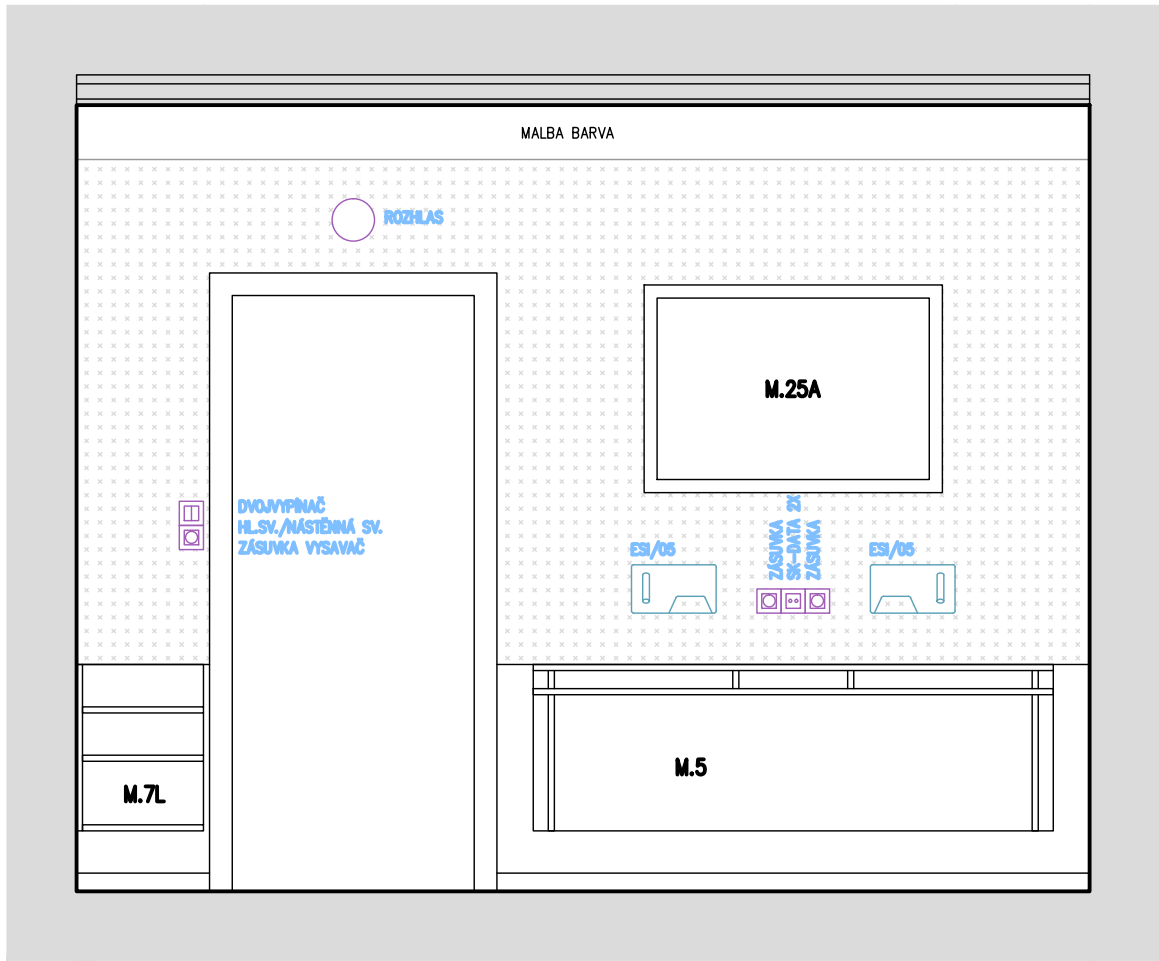 MALBA BARVA
ROZHLAS
M.25A
DVOJVYPÍNAČ
HL.SV./NÁSTĚNNÁ SV.
ZÁSUVKA VYSAVAČ
ESI/05
ZÁSUVKA
SK-DATA 2X
ZÁSUVKA
ESI/05
M.5
M.7L